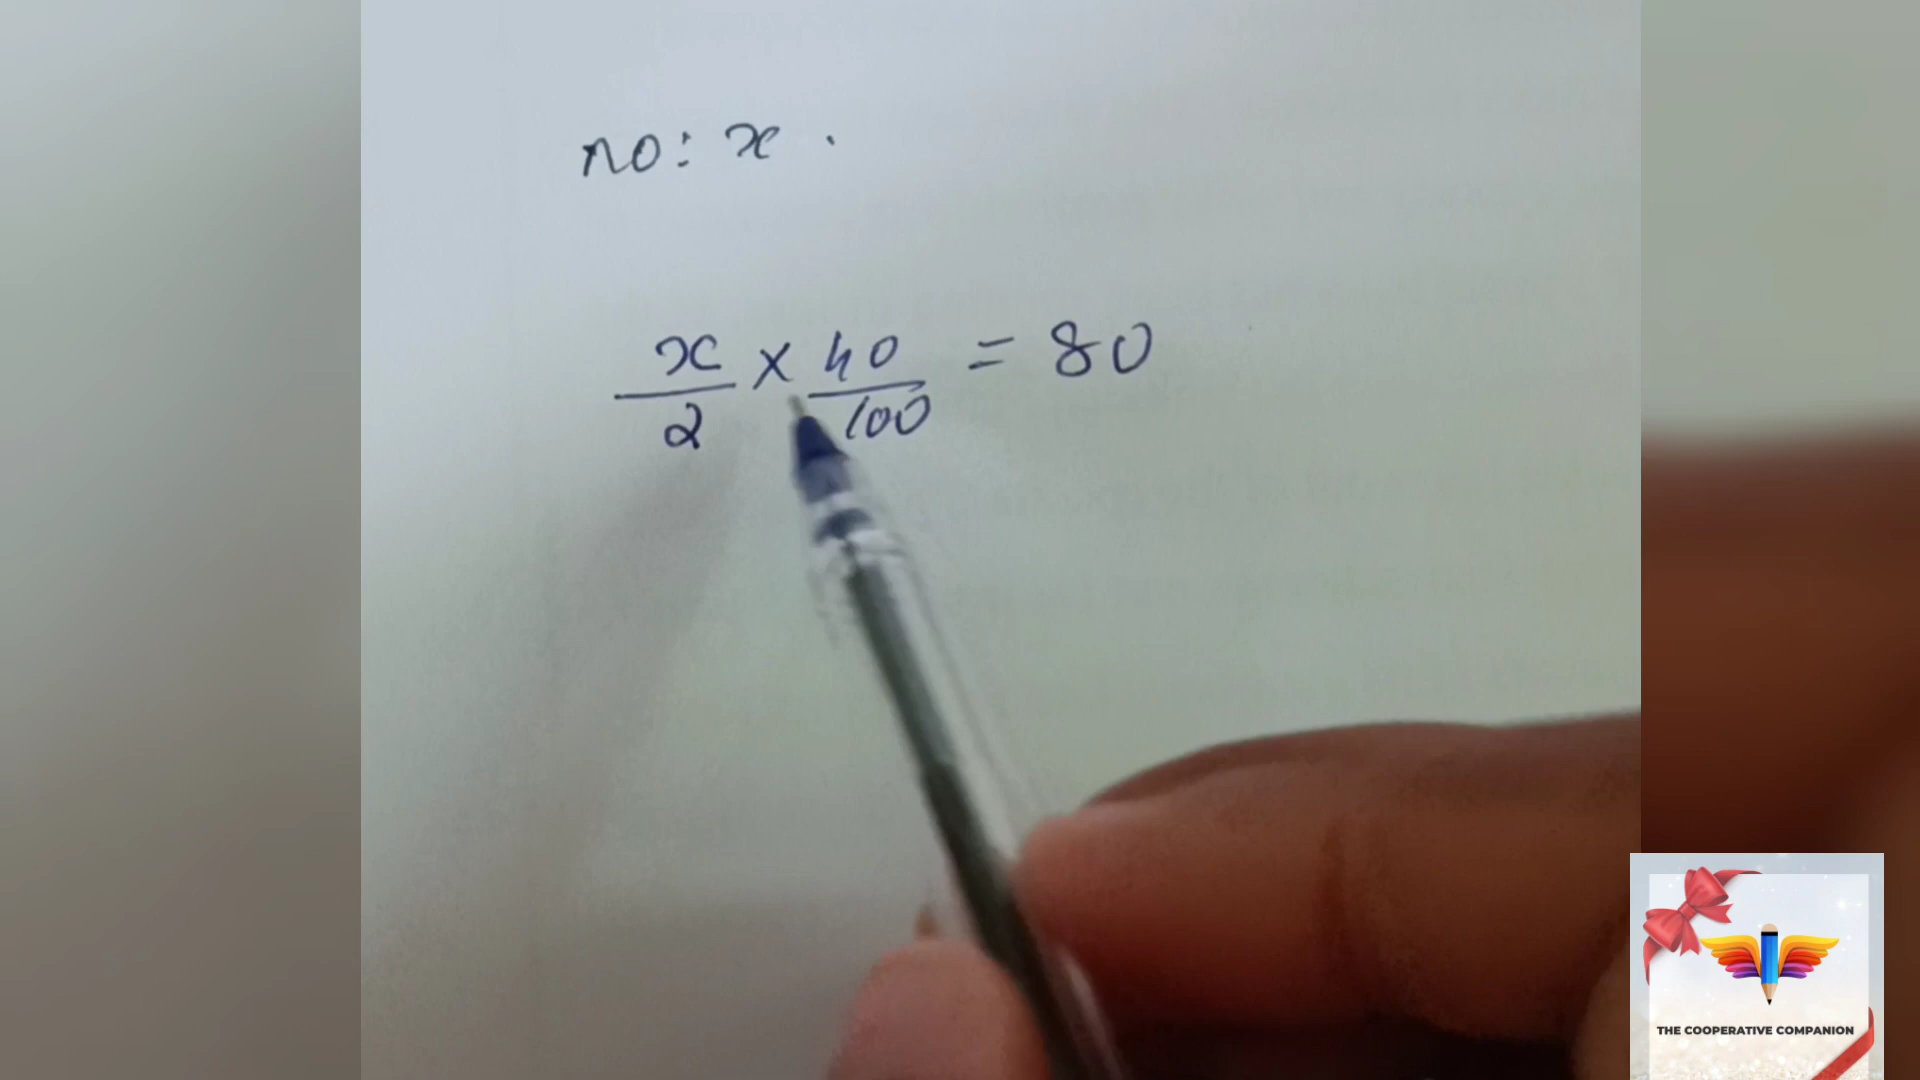 no: x .
x/2 × 40/100 = 80
THE COOPERATIVE COMPANION